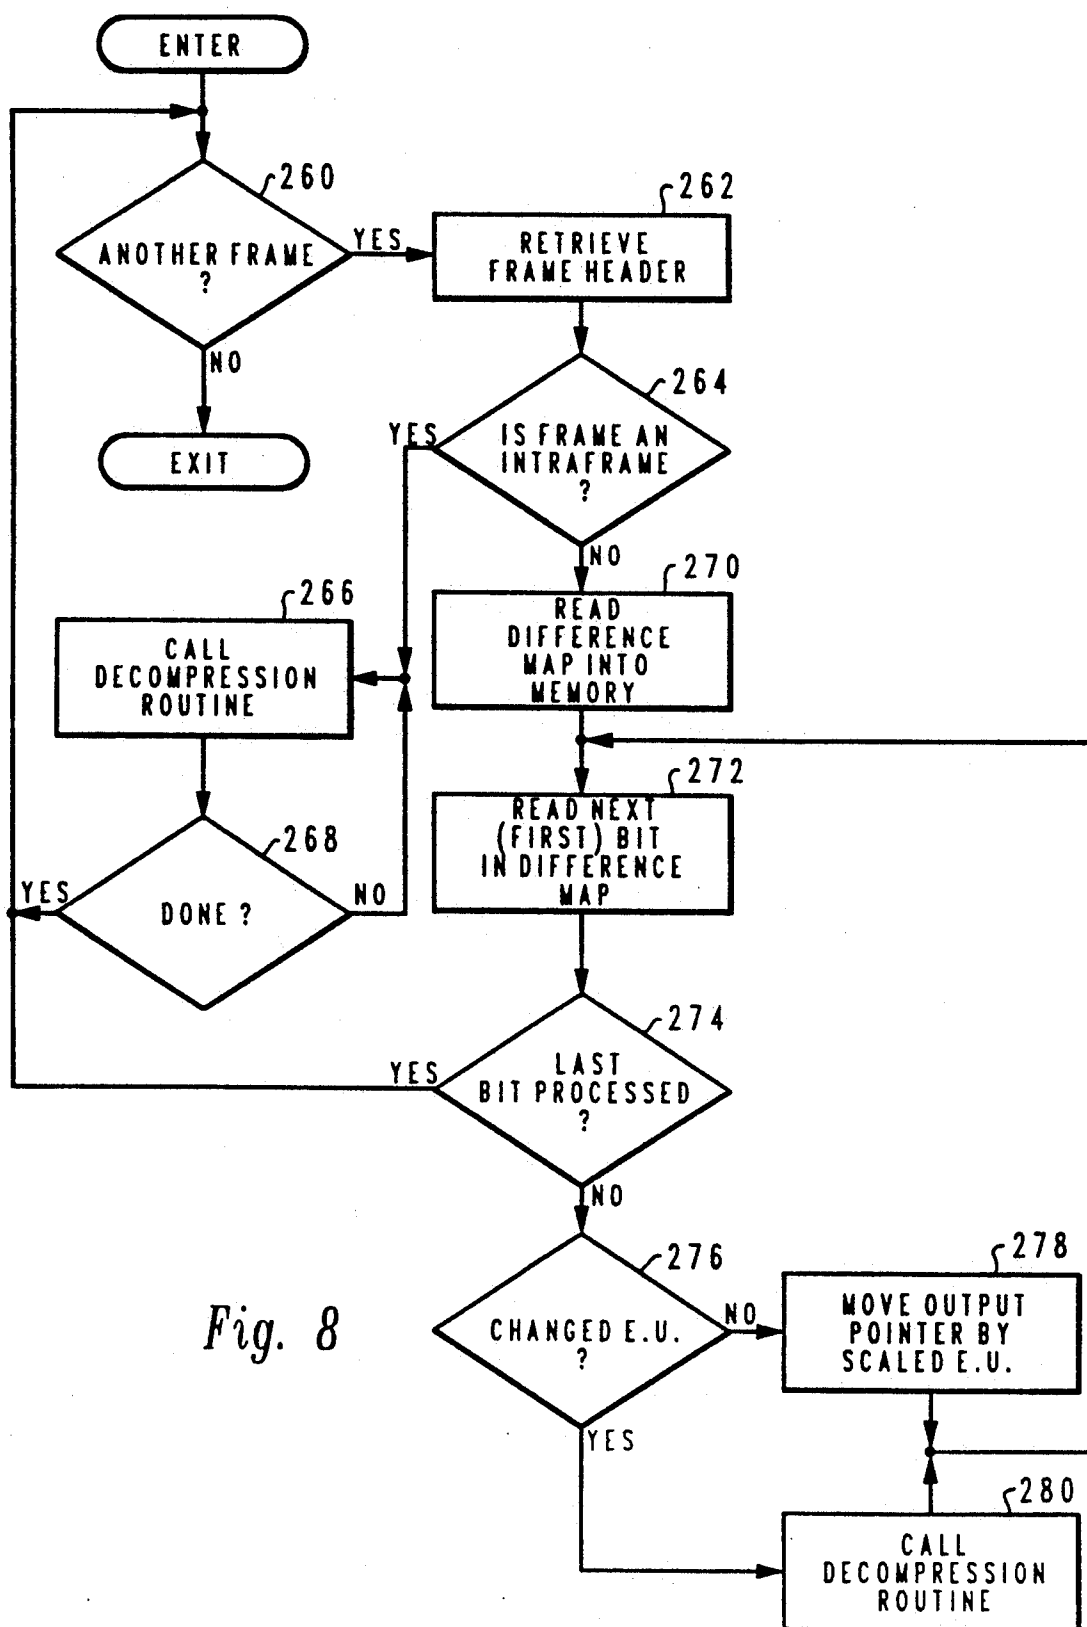 ENTER
260
ANOTHER FRAME
?
YES
NO
EXIT
262
RETRIEVE
FRAME HEADER
264
IS FRAME AN
INTRAFRAME
?
YES
NO
266
CALL
DECOMPRESSION
ROUTINE
268
DONE ?
YES
NO
270
READ
DIFFERENCE
MAP INTO
MEMORY
272
READ NEXT
(FIRST) BIT
IN DIFFERENCE
MAP
274
LAST
BIT PROCESSED
?
YES
NO
276
CHANGED E.U.
?
NO
YES
278
MOVE OUTPUT
POINTER BY
SCALED E.U.
280
CALL
DECOMPRESSION
ROUTINE
Fig. 8